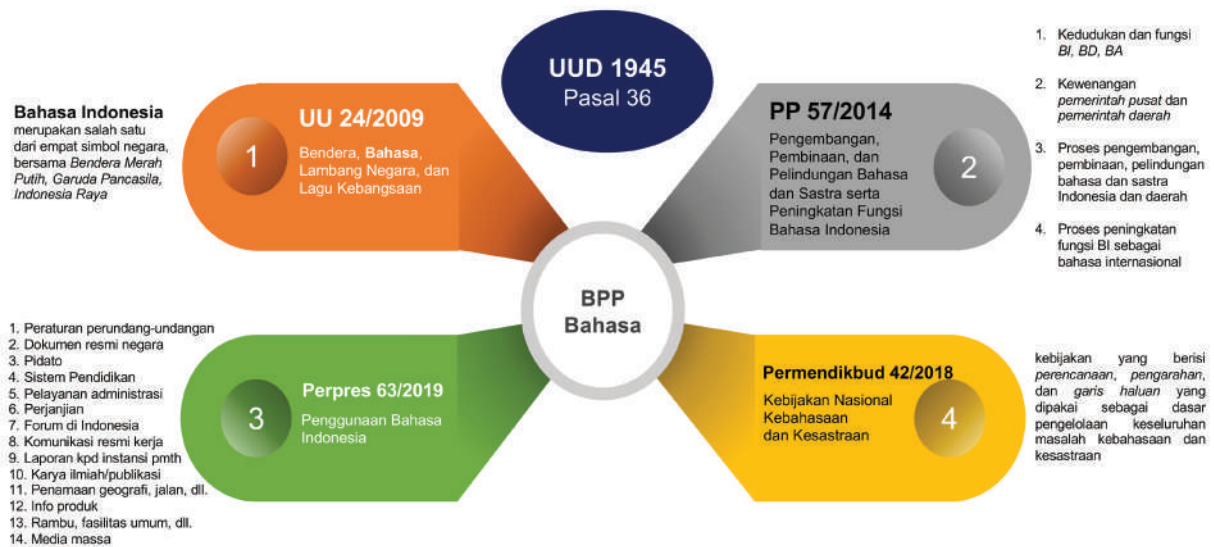 UUD 1945
Pasal 36
Bahasa Indonesia
merupakan salah satu
dari empat simbol negara,
bersama Bendera Merah
Putih, Garuda Pancasila,
Indonesia Raya
1
UU 24/2009
Bendera, Bahasa,
Lambang Negara, dan
Lagu Kebangsaan
PP 57/2014
Pengembangan,
Pembinaan, dan
Pelindungan Bahasa
dan Sastra serta
Peningkatan Fungsi
Bahasa Indonesia
2
1. Kedudukan dan fungsi
BI, BD, BA
2. Kewenangan
pemerintah pusat dan
pemerintah daerah
3. Proses pengembangan,
pembinaan, pelindungan
bahasa dan sastra
Indonesia dan daerah
4. Proses peningkatan
fungsi BI sebagai
bahasa internasional
BPP
Bahasa
1. Peraturan perundang-undangan
2. Dokumen resmi negara
3. Pidato
4. Sistem Pendidikan
5. Pelayanan administrasi
6. Perjanjian
7. Forum di Indonesia
8. Komunikasi resmi kerja
9. Laporan kpd instansi pmth
10. Karya ilmiah/publikasi
11. Penamaan geografi, jalan, dll.
12. Info produk
13. Rambu, fasilitas umum, dll.
14. Media massa
3
Perpres 63/2019
Penggunaan Bahasa
Indonesia
Permendikbud 42/2018
Kebijakan Nasional
Kebahasaan
dan Kesastraan
4
kebijakan yang berisi
perencanaan, pengarahan,
dan garis haluan yang
dipakai sebagai dasar
pengelolaan keseluruhan
masalah kebahasaan dan
kesastraan